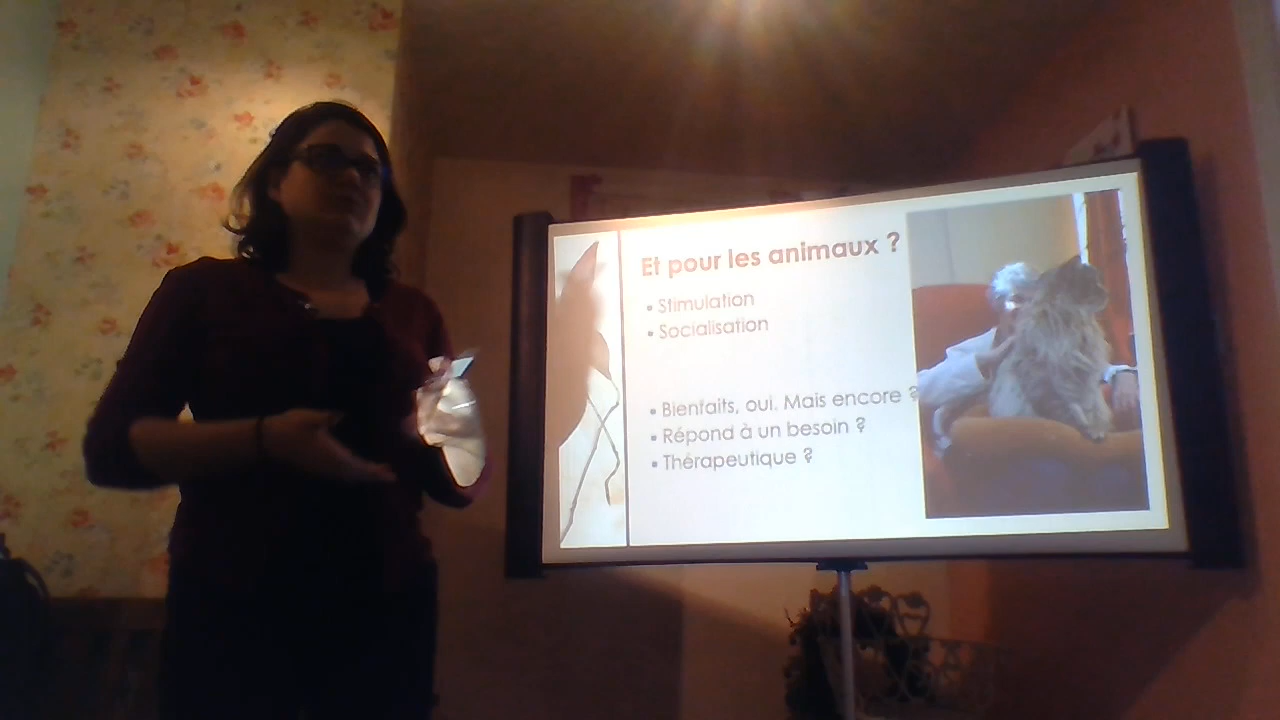 Et pour les animaux ?
• Stimulation
• Socialisation
• Bienfaits, oui. Mais encore ?
• Répond à un besoin ?
• Thérapeutique ?